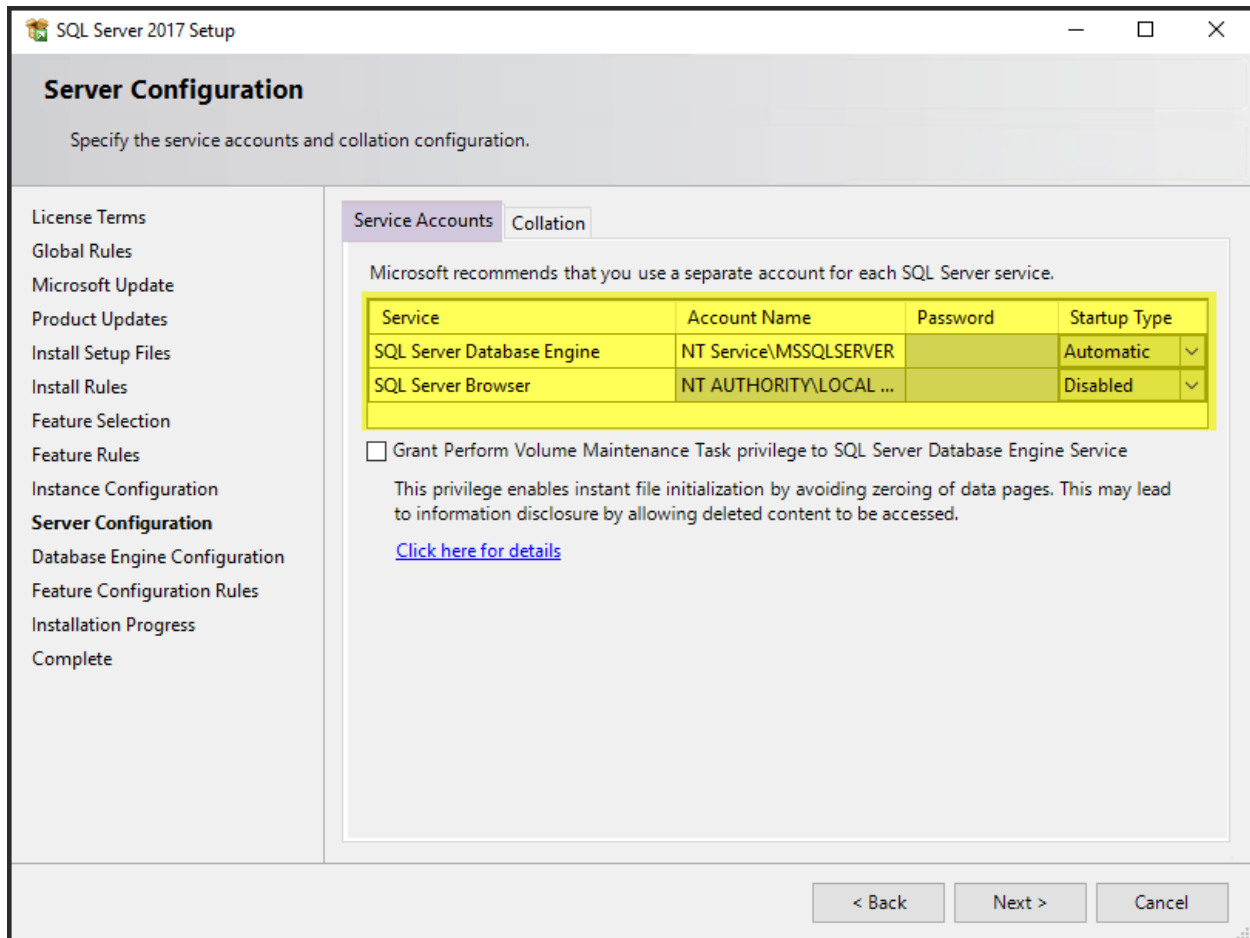 SQL Server 2017 Setup
Server Configuration
Specify the service accounts and collation configuration.
License Terms
Global Rules
Microsoft Update
Product Updates
Install Setup Files
Install Rules
Feature Selection
Feature Rules
Instance Configuration
Server Configuration
Database Engine Configuration
Feature Configuration Rules
Installation Progress
Complete
Service Accounts Collation
Microsoft recommends that you use a separate account for each SQL Server service.
Service Account Name Password Startup Type
SQL Server Database Engine NT Service\MSSQLSERVER Automatic
SQL Server Browser NT AUTHORITY\LOCAL ... Disabled
Grant Perform Volume Maintenance Task privilege to SQL Server Database Engine Service
This privilege enables instant file initialization by avoiding zeroing of data pages. This may lead
to information disclosure by allowing deleted content to be accessed.
Click here for details
< Back Next > Cancel